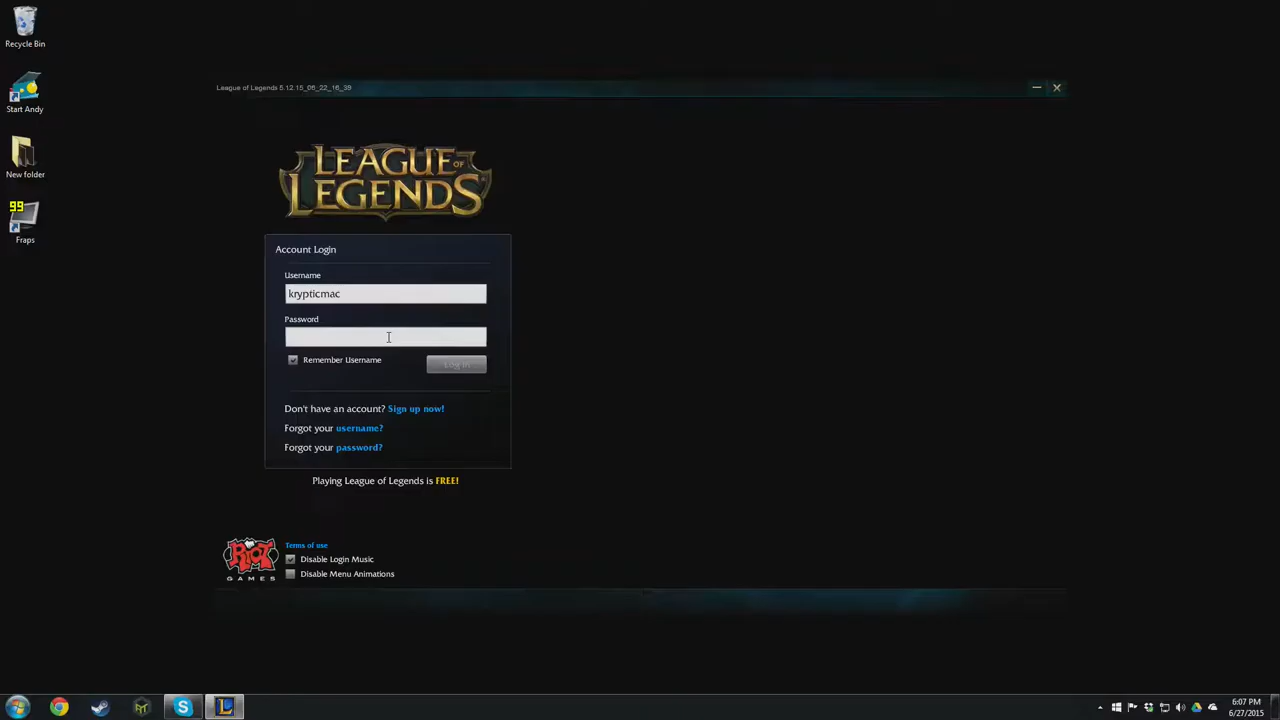 Recycle Bin
Start Andy
New folder
99
Fraps
League of Legends 5.12.15_06_22_16_39
LEAGUE OF
LEGENDS
Account Login
Username
krypticmac
Password
Remember Username
Log In
Don't have an account? Sign up now!
Forgot your username?
Forgot your password?
Playing League of Legends is FREE!
RIOT
GAMES
Terms of use
Disable Login Music
Disable Menu Animations
6:07 PM
6/27/2015